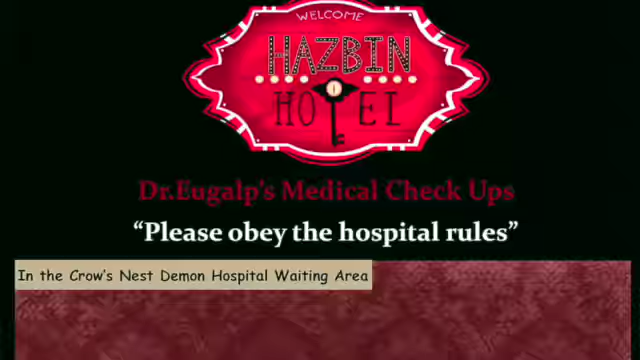 WELCOME
HAZBIN
HOTEL
Dr.Eugalp's Medical Check Ups
“Please obey the hospital rules”
In the Crow's Nest Demon Hospital Waiting Area